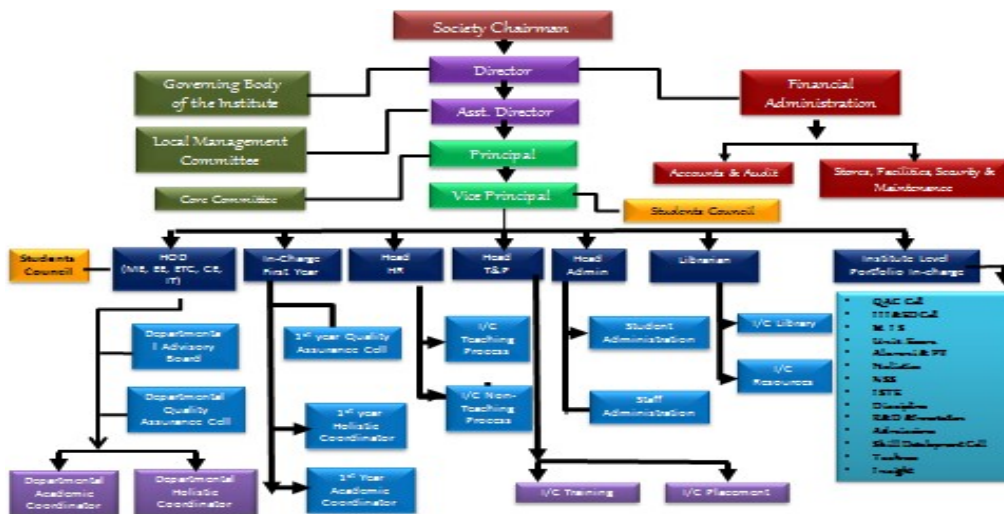 Society Chairman
Director
Governing Body
of the Institute
Financial
Administration
Asst. Director
Local Management
Committee
Principal
Accounts & Audit
Stores, Facilities, Security &
Maintenance
Core Committee
Vice Principal
Students Council
Students
Council
HOD
(ME, EE, ETC, CE,
IT)
In-Charge
First Year
Head
HR
Head
T&P
Head
Admin
Librarian
Institute Level
Portfolio In-charge
Departmenta
l Advisory
Board
1st year Quality
Assurance Cell
I/C
Teaching
Process
Student
Administration
I/C Library
I/C
Resources
Departmental
Quality
Assurance Cell
1st year
Holistic
Coordinator
I/C Non-
Teaching
Process
Staff
Administration
Departmental
Academic
Coordinator
Departmental
Holistic
Coordinator
1st Year
Academic
Coordinator
I/C Training
I/C Placement
QAC Cell
M I S
Alumni & PT
Holistice
NSS
ISTE
Discipline
Admissions
Insight